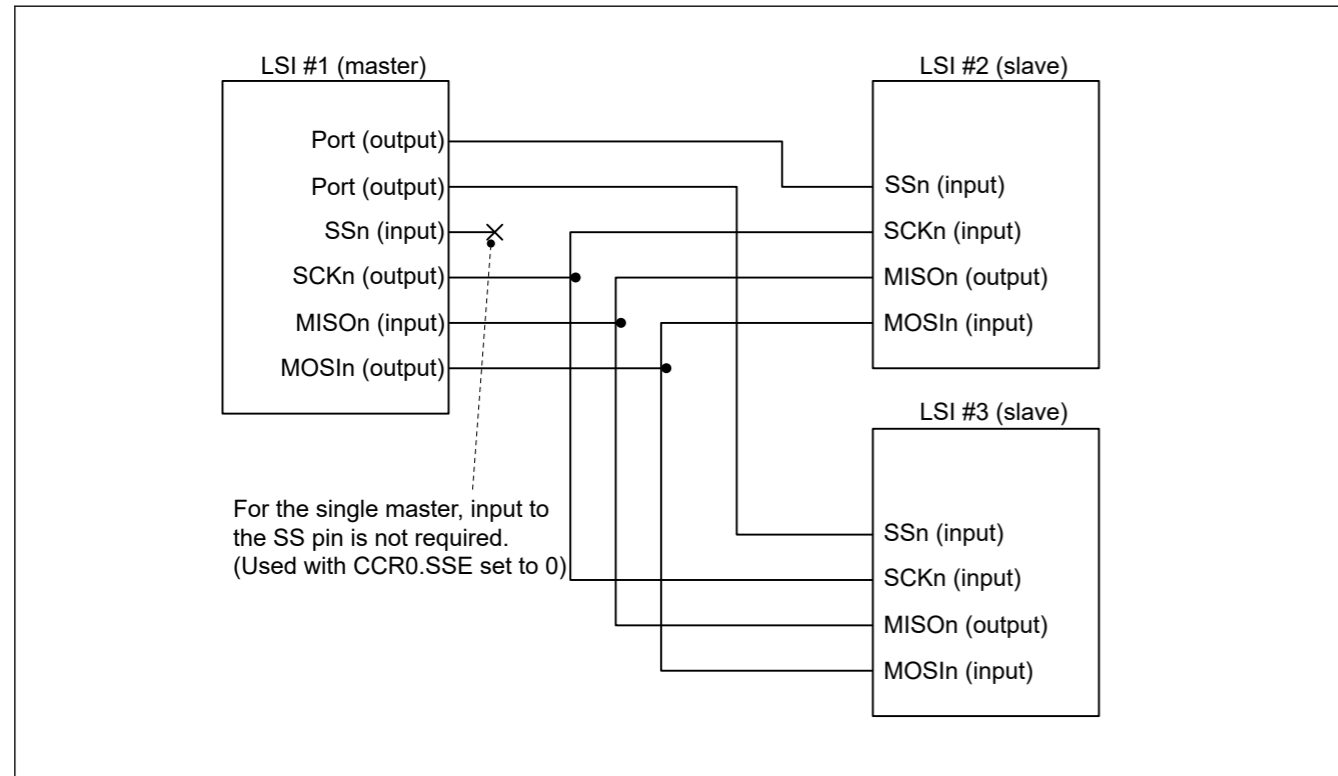 LSI #1 (master)
Port (output)
Port (output)
SSn (input)
SCKn (output)
MISOn (input)
MOSIn (output)
For the single master, input to
the SS pin is not required.
(Used with CCR0.SSE set to 0)
LSI #2 (slave)
SSn (input)
SCKn (input)
MISOn (output)
MOSIn (input)
LSI #3 (slave)
SSn (input)
SCKn (input)
MISOn (output)
MOSIn (input)